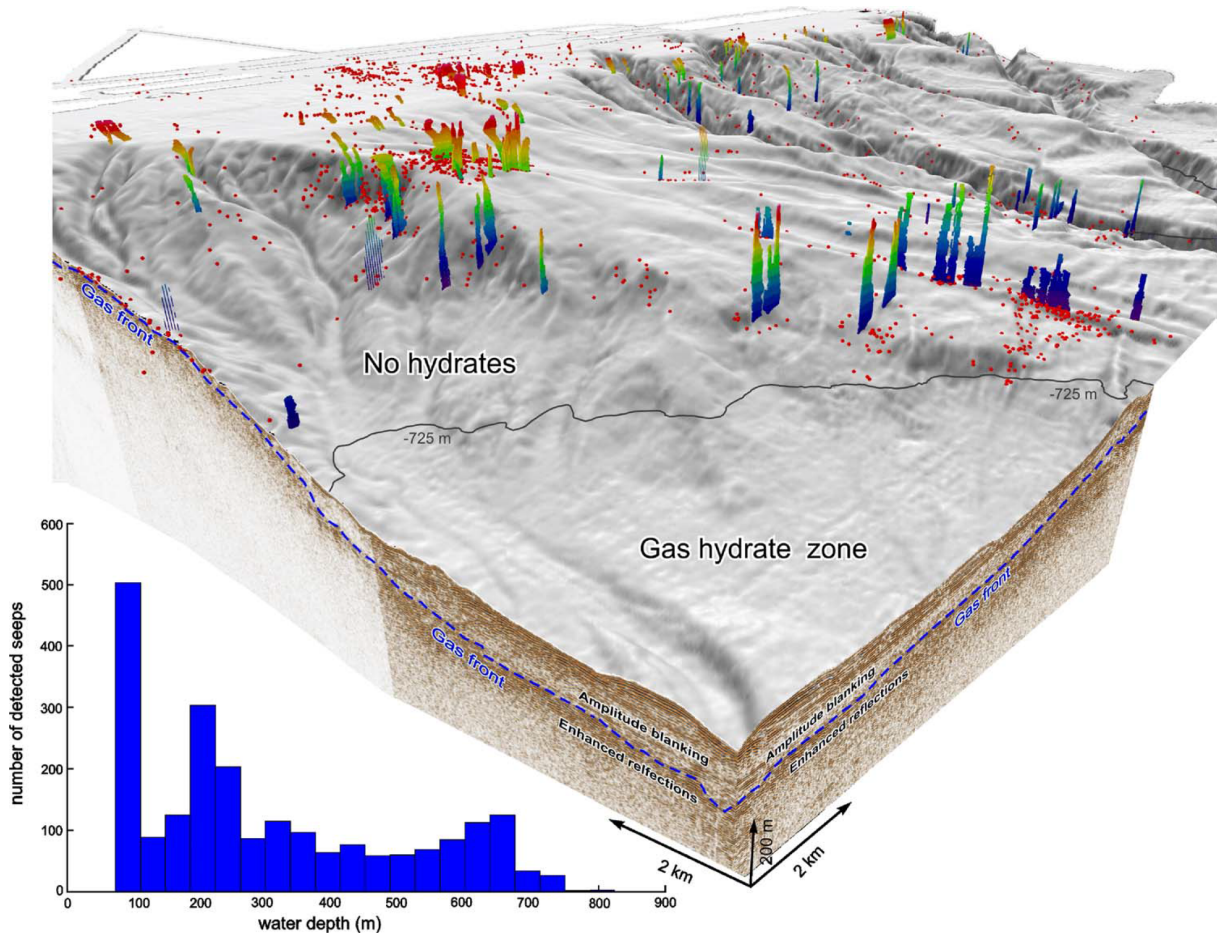 Gas front
No hydrates
-725 m
-725 m
Gas hydrate zone
Gas front
Gas front
Amplitude blanking
Enhanced relfections
Amplitude blanking
Enhanced reflections
2 km
200 m
2 km
number of detected seeps
600
500
400
300
200
100
0
0 100 200 300 400 500 600 700 800 900
water depth (m)